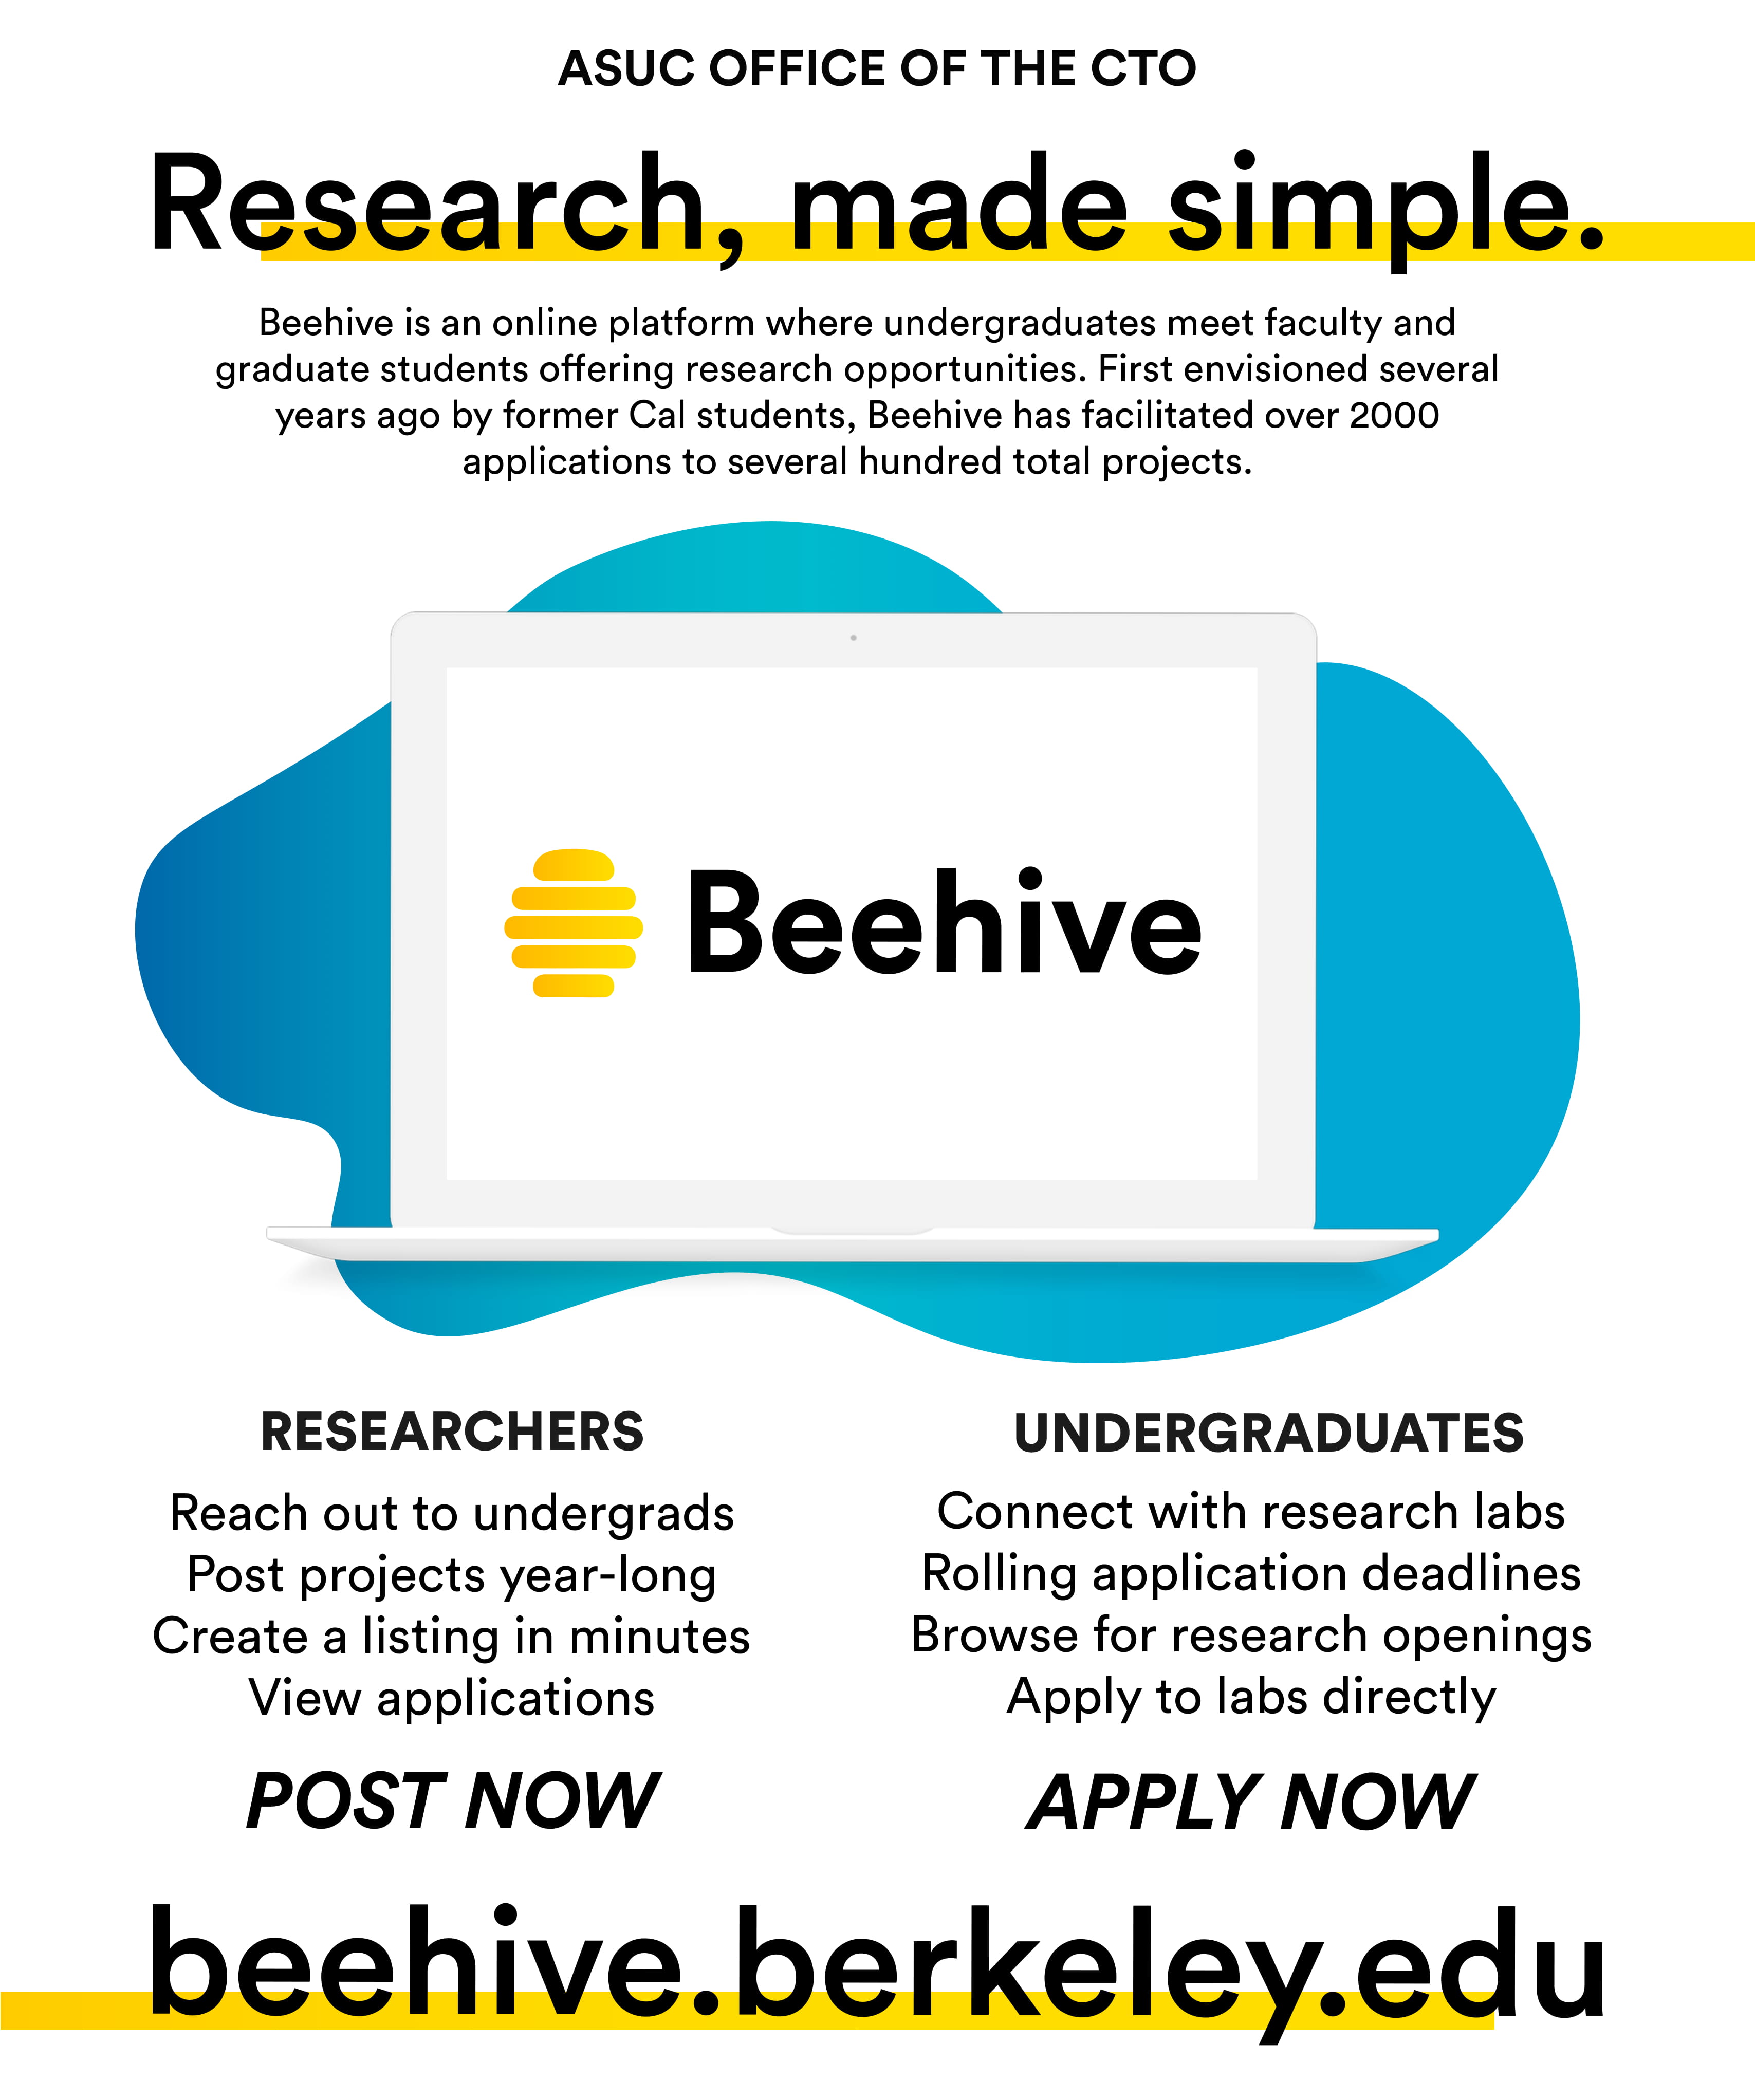 ASUC OFFICE OF THE CTO
Research, made simple.
Beehive is an online platform where undergraduates meet faculty and
graduate students offering research opportunities. First envisioned several
years ago by former Cal students, Beehive has facilitated over 2000
applications to several hundred total projects.
Beehive
RESEARCHERS
Reach out to undergrads
Post projects year-long
Create a listing in minutes
View applications
POST NOW
UNDERGRADUATES
Connect with research labs
Rolling application deadlines
Browse for research openings
Apply to labs directly
APPLY NOW
beehive.berkeley.edu